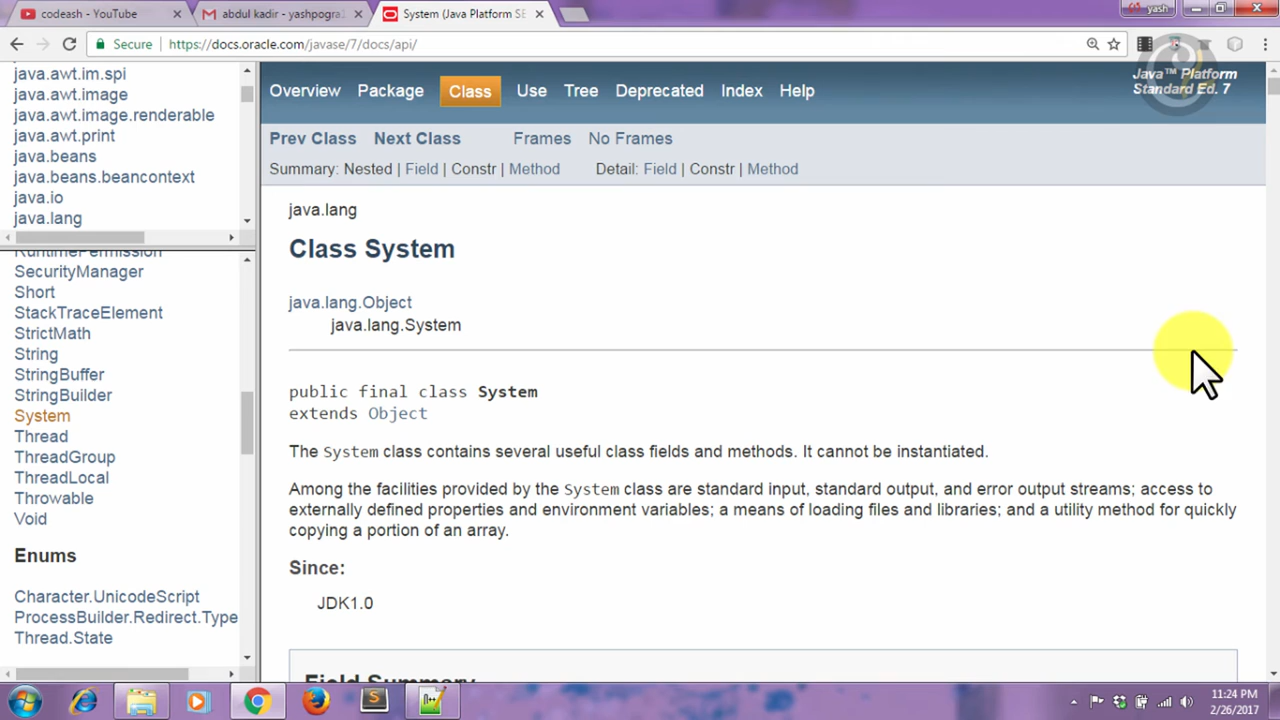 codeash - YouTube
abdul kadir - yashpogra
System (Java Platform SE
yash
Secure
https://docs.oracle.com/javase/7/docs/api/
java.awt.im.spi
java.awt.image
java.awt.image.renderable
java.awt.print
java.beans
java.beans.beancontext
java.io
java.lang
RuntimePermission
SecurityManager
Short
StackTraceElement
StrictMath
String
StringBuffer
StringBuilder
System
Thread
ThreadGroup
ThreadLocal
Throwable
Void
Enums
Character.UnicodeScript
ProcessBuilder.Redirect.Type
Thread.State
Overview Package Class Use Tree Deprecated Index Help
Java™ Platform
Standard Ed. 7
Prev Class Next Class Frames No Frames
Summary: Nested | Field | Constr | Method Detail: Field | Constr | Method
java.lang
Class System
java.lang.Object
java.lang.System
public final class System
extends Object
The System class contains several useful class fields and methods. It cannot be instantiated.
Among the facilities provided by the System class are standard input, standard output, and error output streams; access to
externally defined properties and environment variables; a means of loading files and libraries; and a utility method for quickly
copying a portion of an array.
Since:
JDK1.0
Field Summary
11:24 PM
2/26/2017